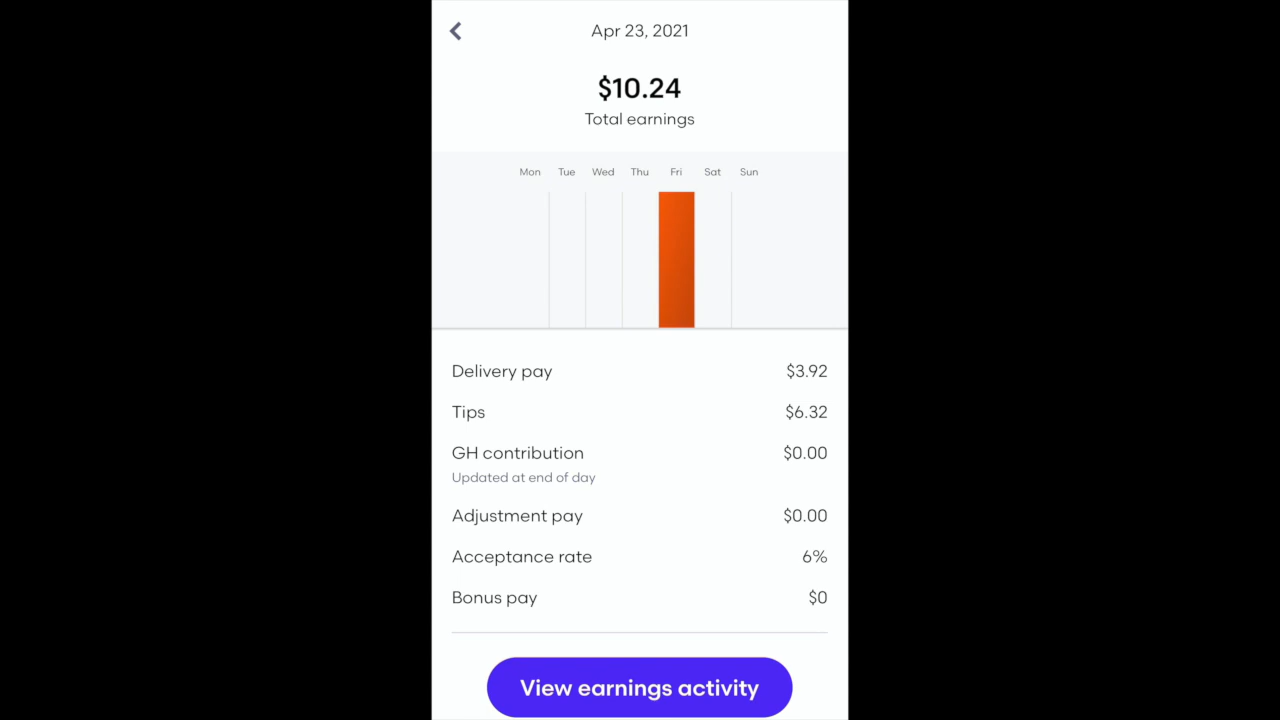 Apr 23, 2021
$10.24
Total earnings
Mon Tue Wed Thu Fri Sat Sun
Delivery pay $3.92
Tips $6.32
GH contribution $0.00
Updated at end of day
Adjustment pay $0.00
Acceptance rate 6%
Bonus pay $0
View earnings activity